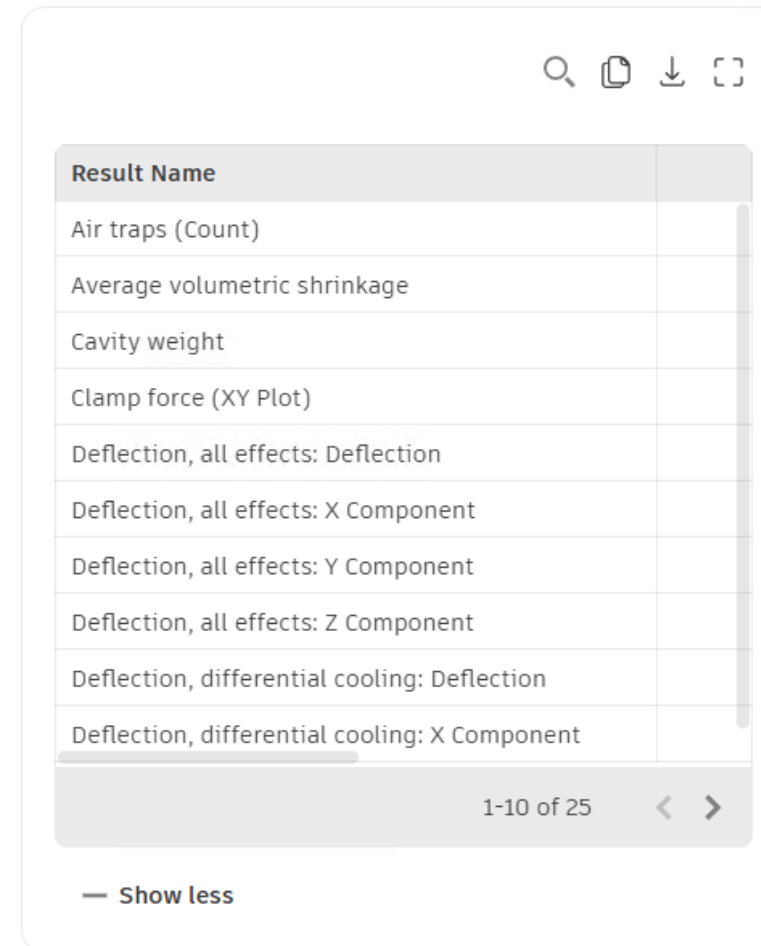 Result Name
Air traps (Count)
Average volumetric shrinkage
Cavity weight
Clamp force (XY Plot)
Deflection, all effects: Deflection
Deflection, all effects: X Component
Deflection, all effects: Y Component
Deflection, all effects: Z Component
Deflection, differential cooling: Deflection
Deflection, differential cooling: X Component
1-10 of 25
Show less